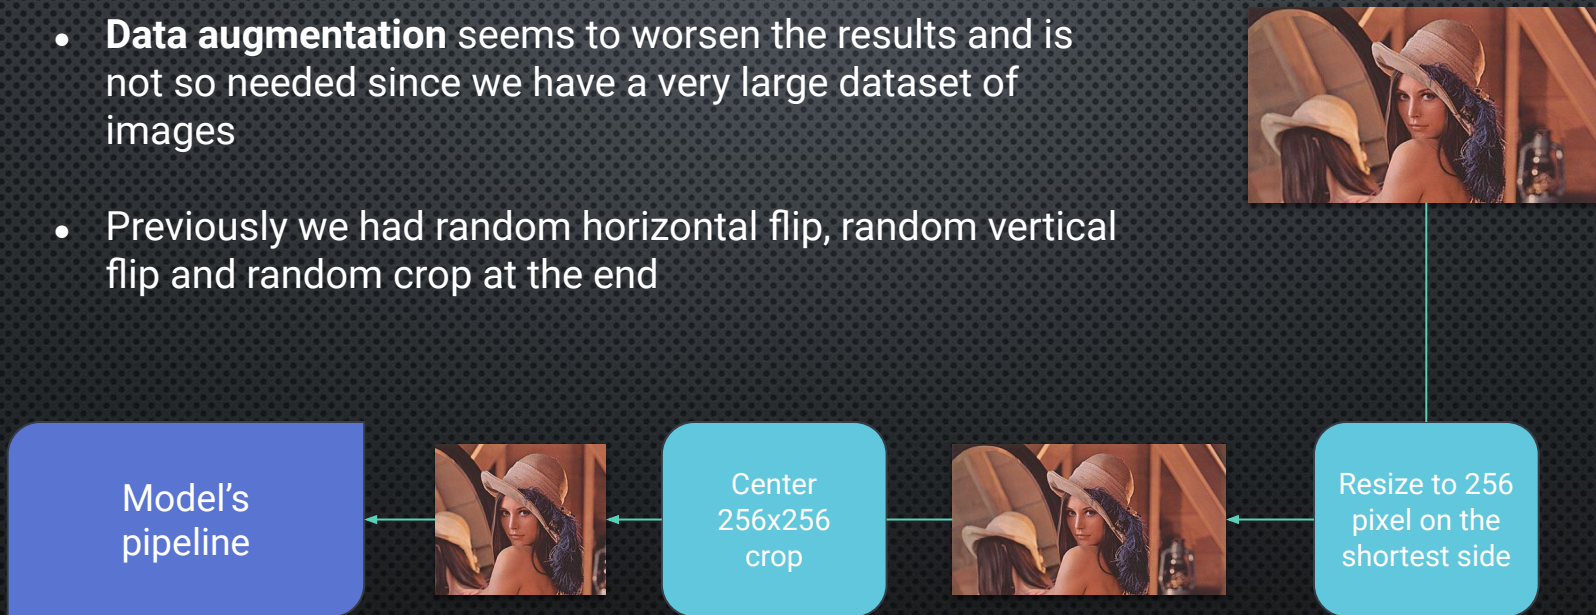 Data augmentation seems to worsen the results and is
not so needed since we have a very large dataset of
images
Previously we had random horizontal flip, random vertical
flip and random crop at the end
Model’s
pipeline
Center
256x256
crop
Resize to 256
pixel on the
shortest side